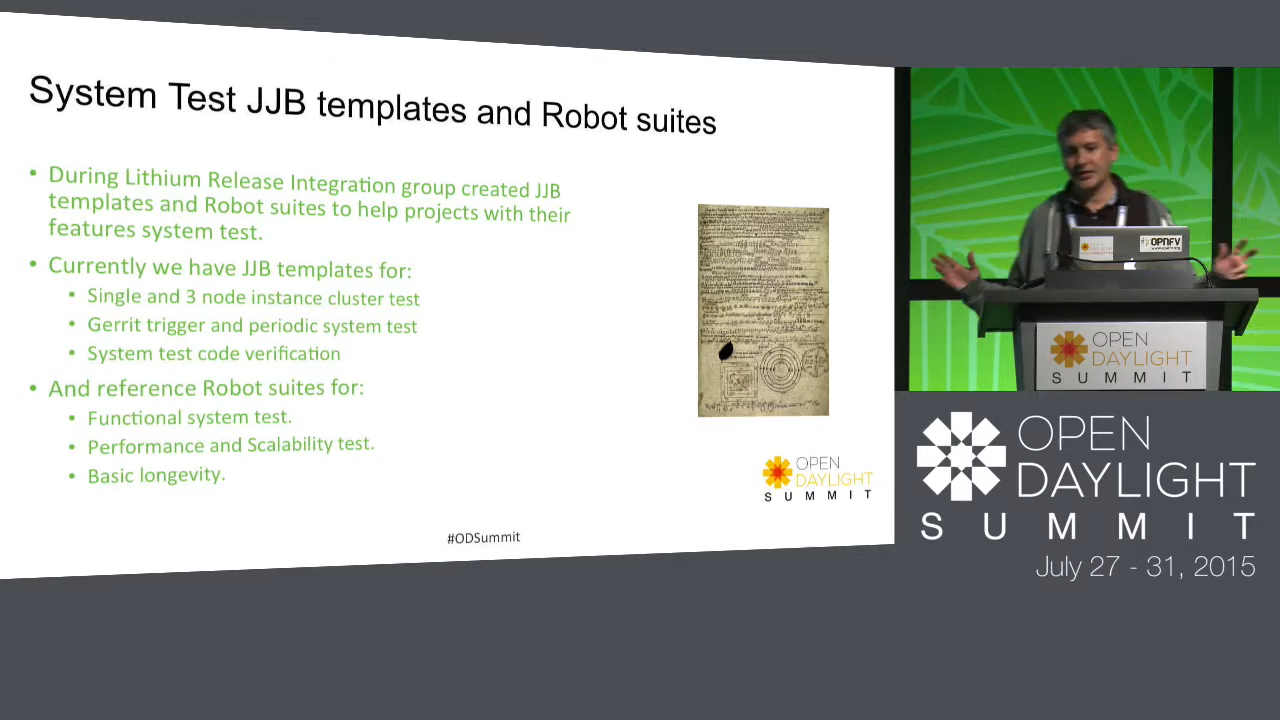 System Test JJB templates and Robot suites
• During Lithium Release Integration group created JJB
templates and Robot suites to help projects with their
features system test.
• Currently we have JJB templates for:
• Single and 3 node instance cluster test
• Gerrit trigger and periodic system test
• System test code verification
• And reference Robot suites for:
• Functional system test.
• Performance and Scalability test.
• Basic longevity.
OPEN
DAYLIGHT
SUMMIT
#ODSummit
OPNFV
OPEN
DAYLIGHT
SUMMIT
OPEN
DAYLIGHT
SUMMIT
July 27 - 31, 2015